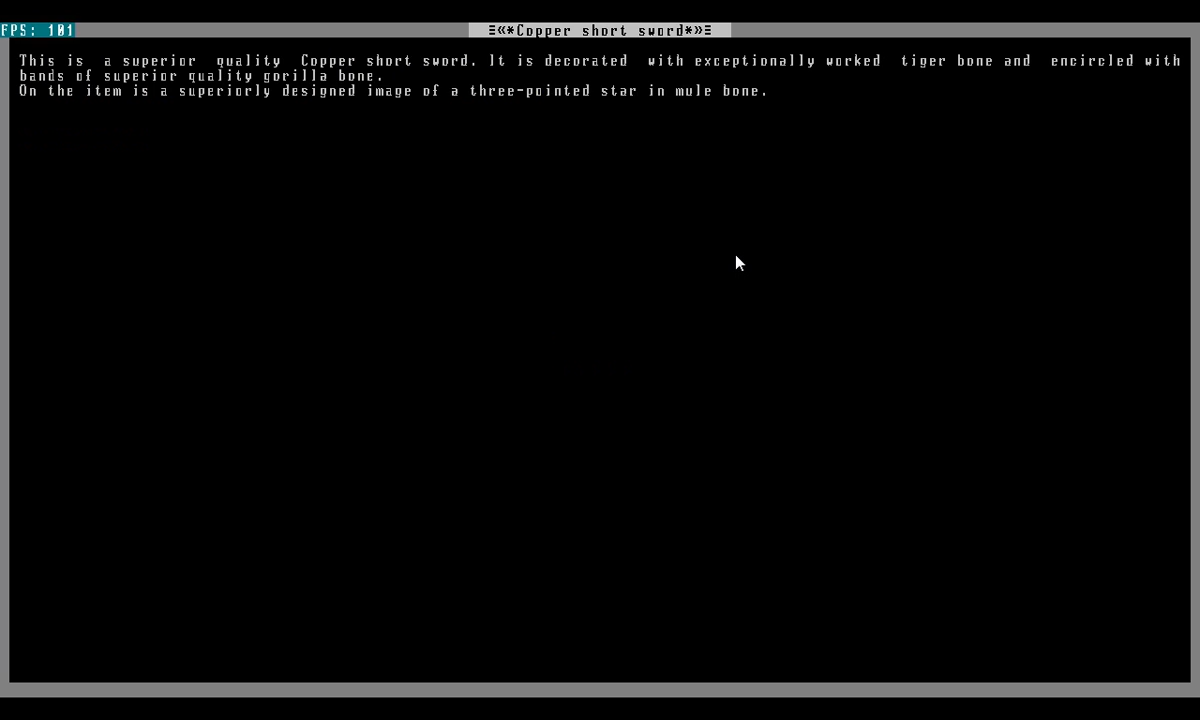 FPS: 101
≡«*Copper short sword*»≡
This is a superior quality Copper short sword. It is decorated with exceptionally worked tiger bone and encircled with
bands of superior quality gorilla bone.
On the item is a superiorly designed image of a three-pointed star in mule bone.